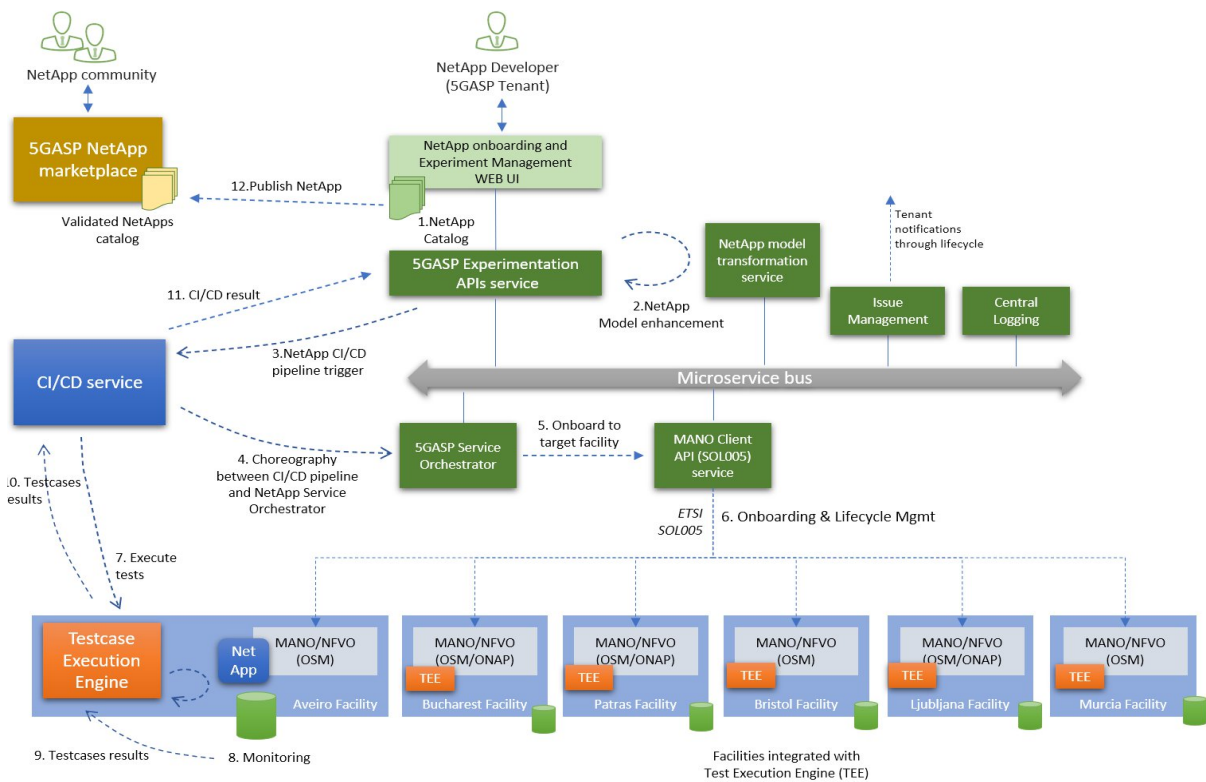 NetApp community
NetApp Developer
(5GASP Tenant)
5GASP NetApp
marketplace
Validated NetApps
catalog
12.Publish NetApp
NetApp onboarding and
Experiment Management
WEB UI
1.NetApp
Catalog
5GASP Experimentation
APIs service
2.NetApp
Model enhancement
NetApp model
transformation
service
Tenant
notifications
through lifecycle
Issue
Management
Central
Logging
11. CI/CD result
3.NetApp CI/CD
pipeline trigger
CI/CD service
Microservice bus
4. Choreography
between CI/CD pipeline
and NetApp Service
Orchestrator
5GASP Service
Orchestrator
5. Onboard to
target facility
MANO Client
API (SOL005)
service
ETSI
SOL005
6. Onboarding & Lifecycle Mgmt
10. Testcases
results
7. Execute
tests
Testcase
Execution
Engine
Net
App
MANO/NFVO
(OSM)
Aveiro Facility
MANO/NFVO
(OSM/ONAP)
TEE
Bucharest Facility
MANO/NFVO
(OSM/ONAP)
TEE
Patras Facility
MANO/NFVO
(OSM)
TEE
Bristol Facility
MANO/NFVO
(OSM/ONAP)
TEE
Ljubljana Facility
MANO/NFVO
(OSM)
TEE
Murcia Facility
9. Testcases results
8. Monitoring
Facilities integrated with
Test Execution Engine (TEE)